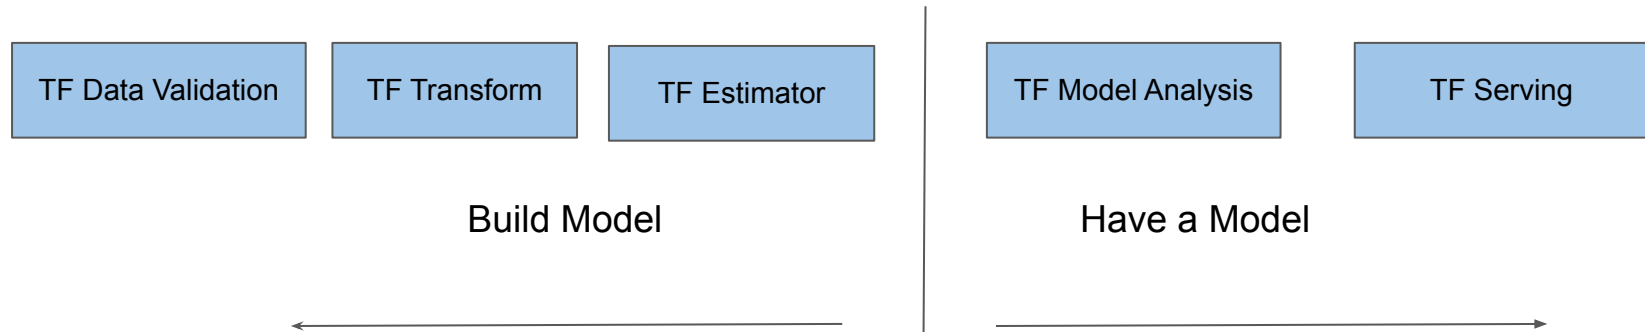 TF Data Validation
TF Transform
TF Estimator
TF Model Analysis
TF Serving
Build Model
Have a Model